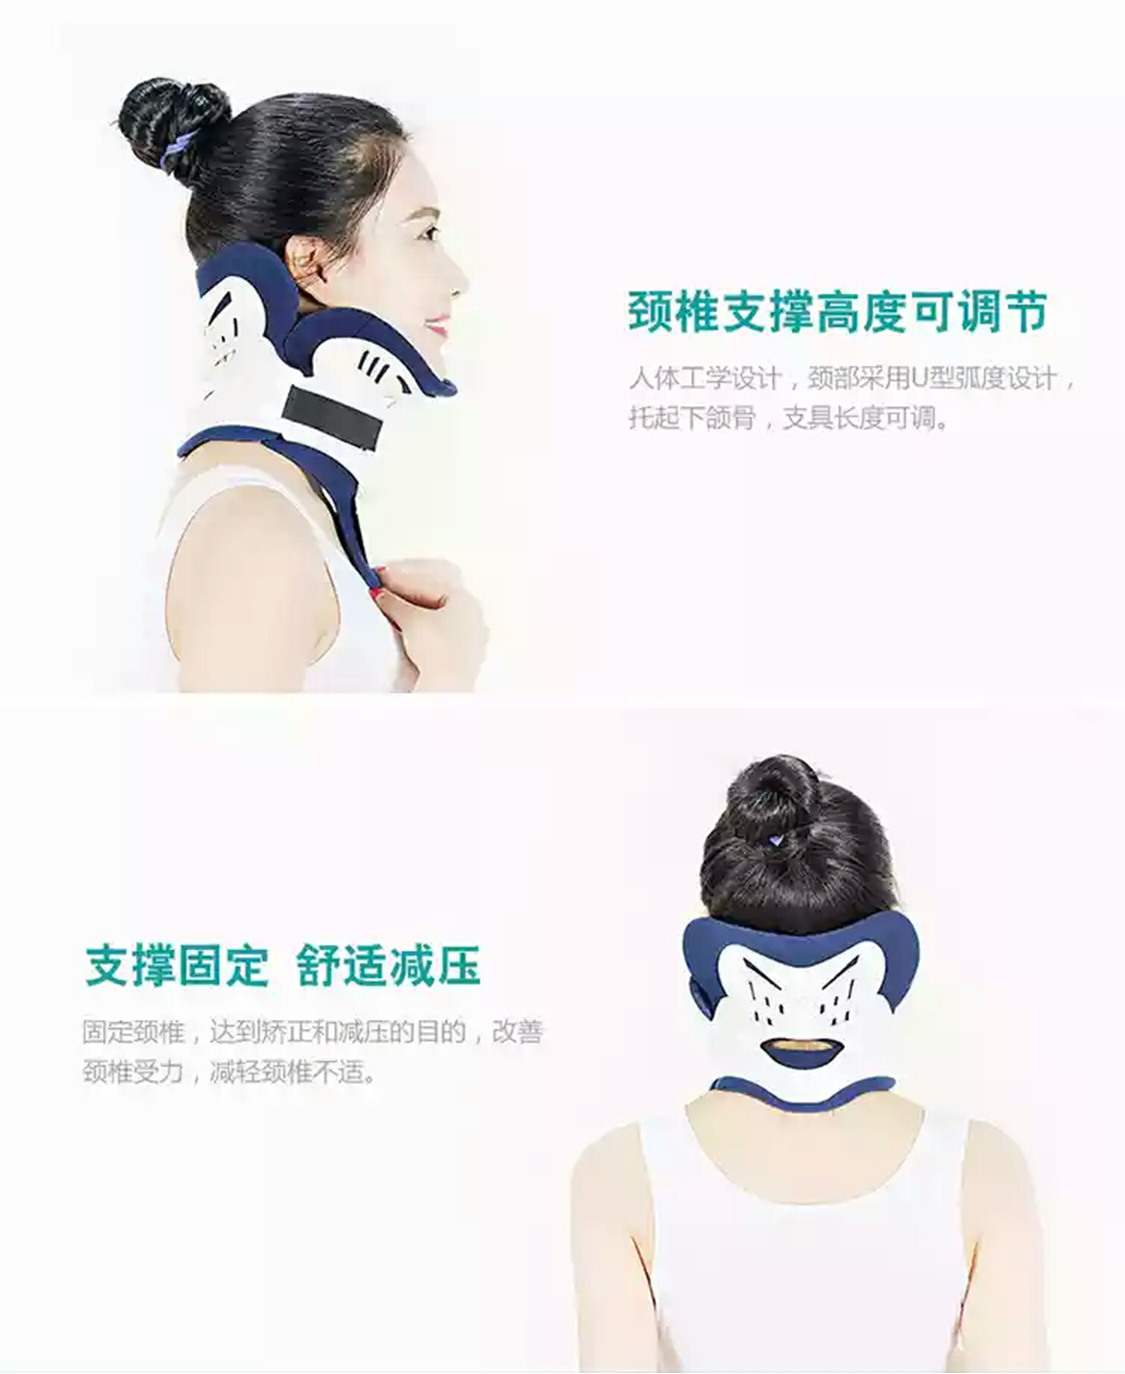 颈椎支撑高度可调节
人体工学设计，颈部采用U型弧度设计，
托起下颌骨，支具长度可调。
支撑固定 舒适减压
固定颈椎，达到矫正和减压的目的，改善
颈椎受力，减轻颈椎不适。